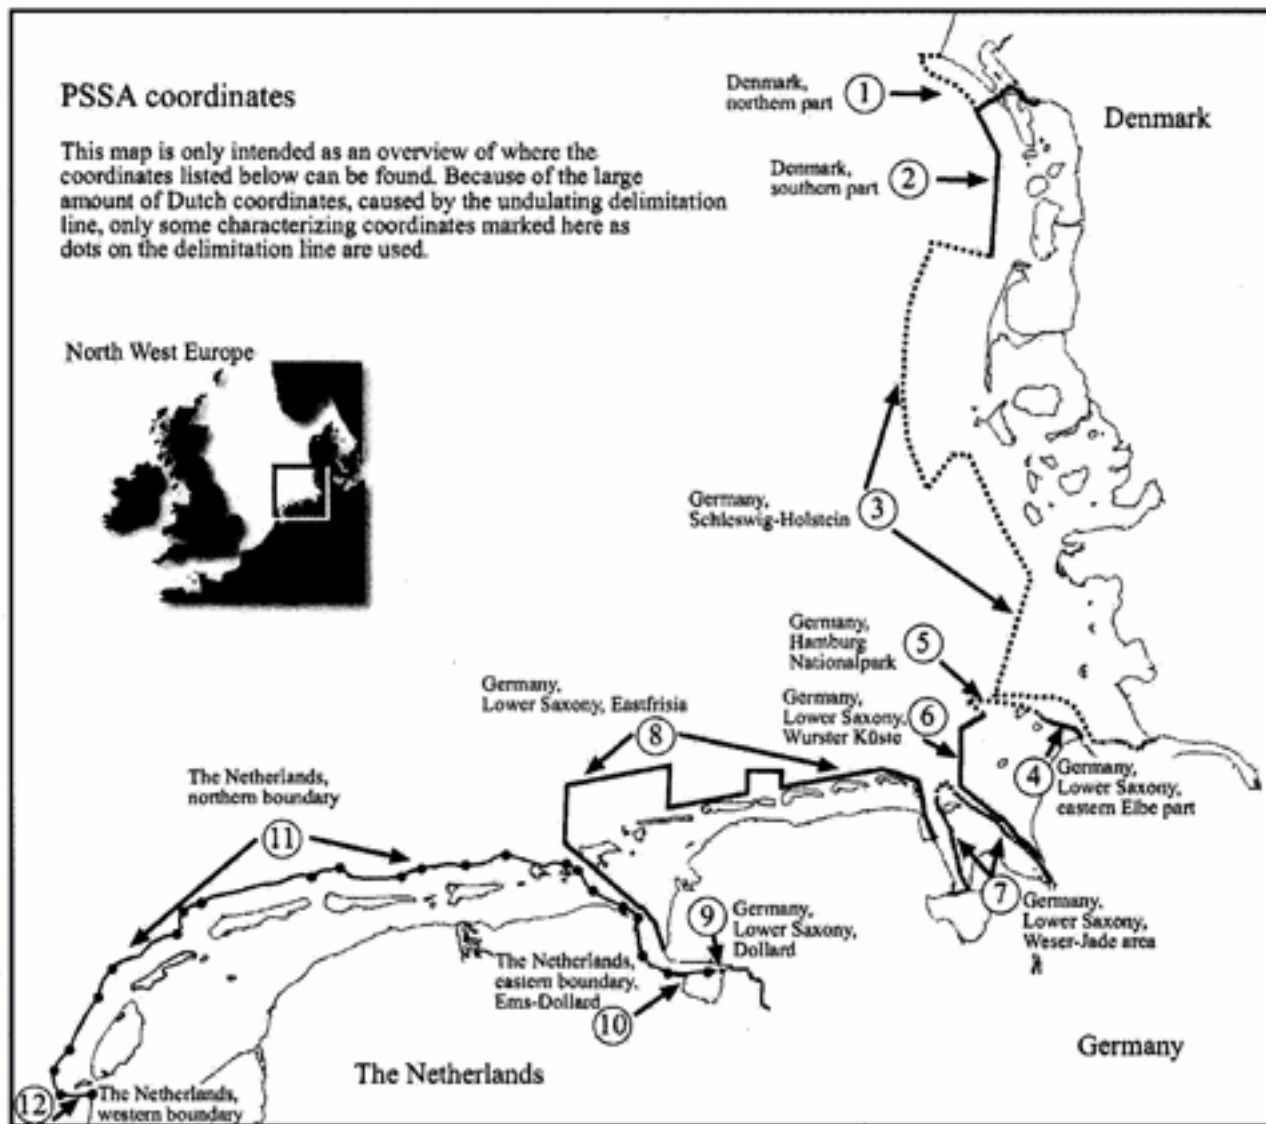 PSSA coordinates
This map is only intended as an overview of where the
coordinates listed below can be found. Because of the large
amount of Dutch coordinates, caused by the undulating delimitation
line, only some characterizing coordinates marked here as
dots on the delimitation line are used.
North West Europe
Denmark,
northern part
1
Denmark
Denmark,
southern part
2
Germany,
Schleswig-Holstein
3
Germany,
Hamburg
Nationalpark
5
Germany,
Lower Saxony,
Wurster Küste
6
4
Germany,
Lower Saxony,
eastern Elbe part
Germany,
Lower Saxony, Eastfrisia
8
The Netherlands,
northern boundary
11
7
Germany,
Lower Saxony,
Weser-Jade area
9
Germany,
Lower Saxony,
Dollard
The Netherlands,
eastern boundary,
Ems-Dollard
10
Germany
The Netherlands
12
The Netherlands,
western boundary